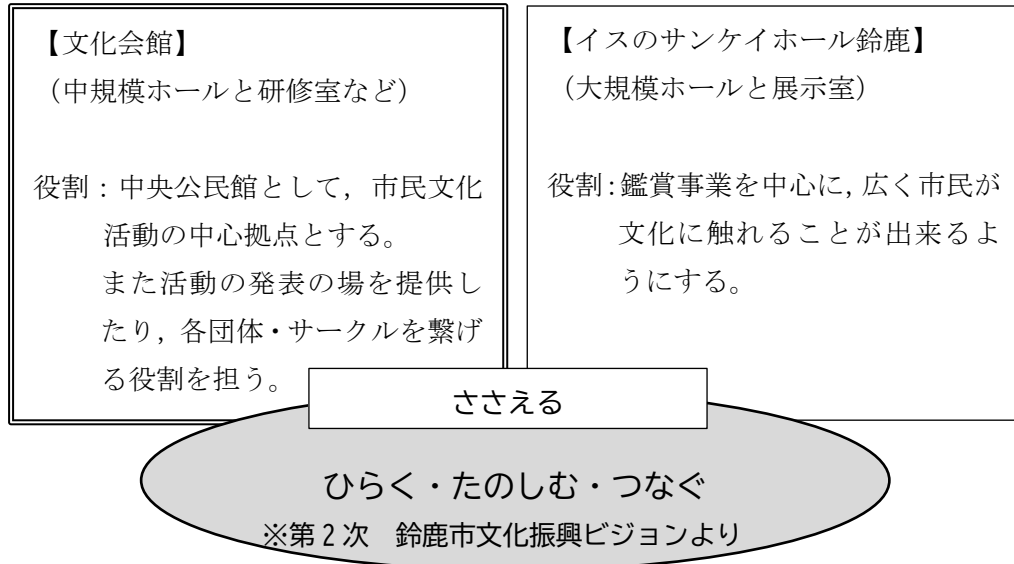 【文化会館】
（中規模ホールと研修室など）
役割：中央公民館として，市民文化
活動の中心拠点とする。
また活動の発表の場を提供し
たり，各団体・サークルを繋げ
る役割を担う。
【イスのサンケイホール鈴鹿】
（大規模ホールと展示室）
役割：鑑賞事業を中心に，広く市民が
文化に触れることが出来るよ
うにする。
ささえる
ひらく・たのしむ・つなぐ
※第２次　鈴鹿市文化振興ビジョンより